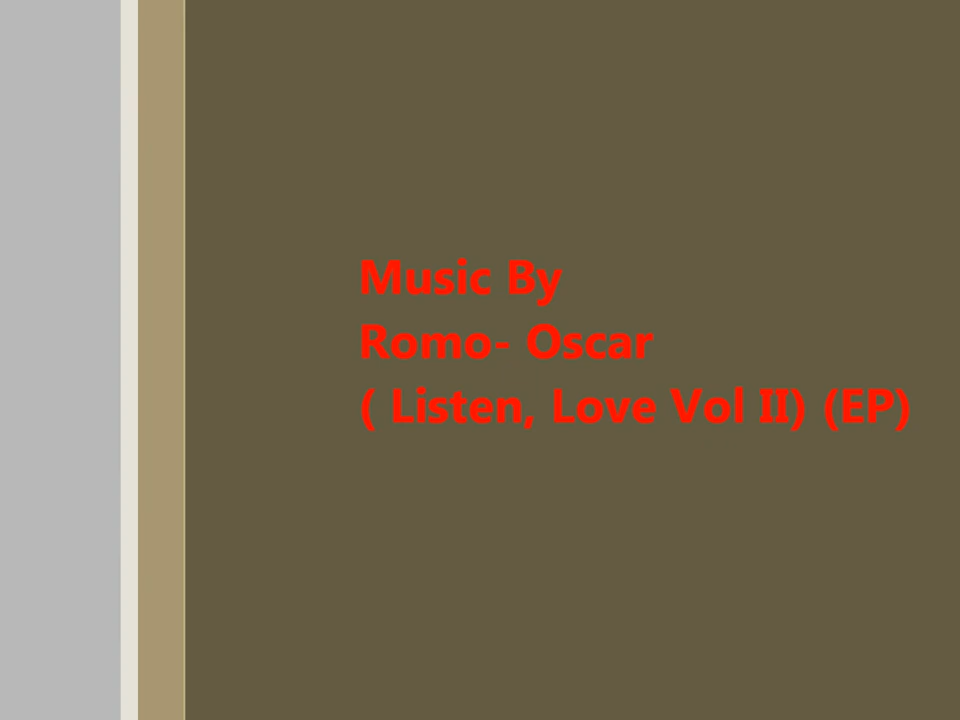 Music By
Romo- Oscar
( Listen, Love Vol II) (EP)